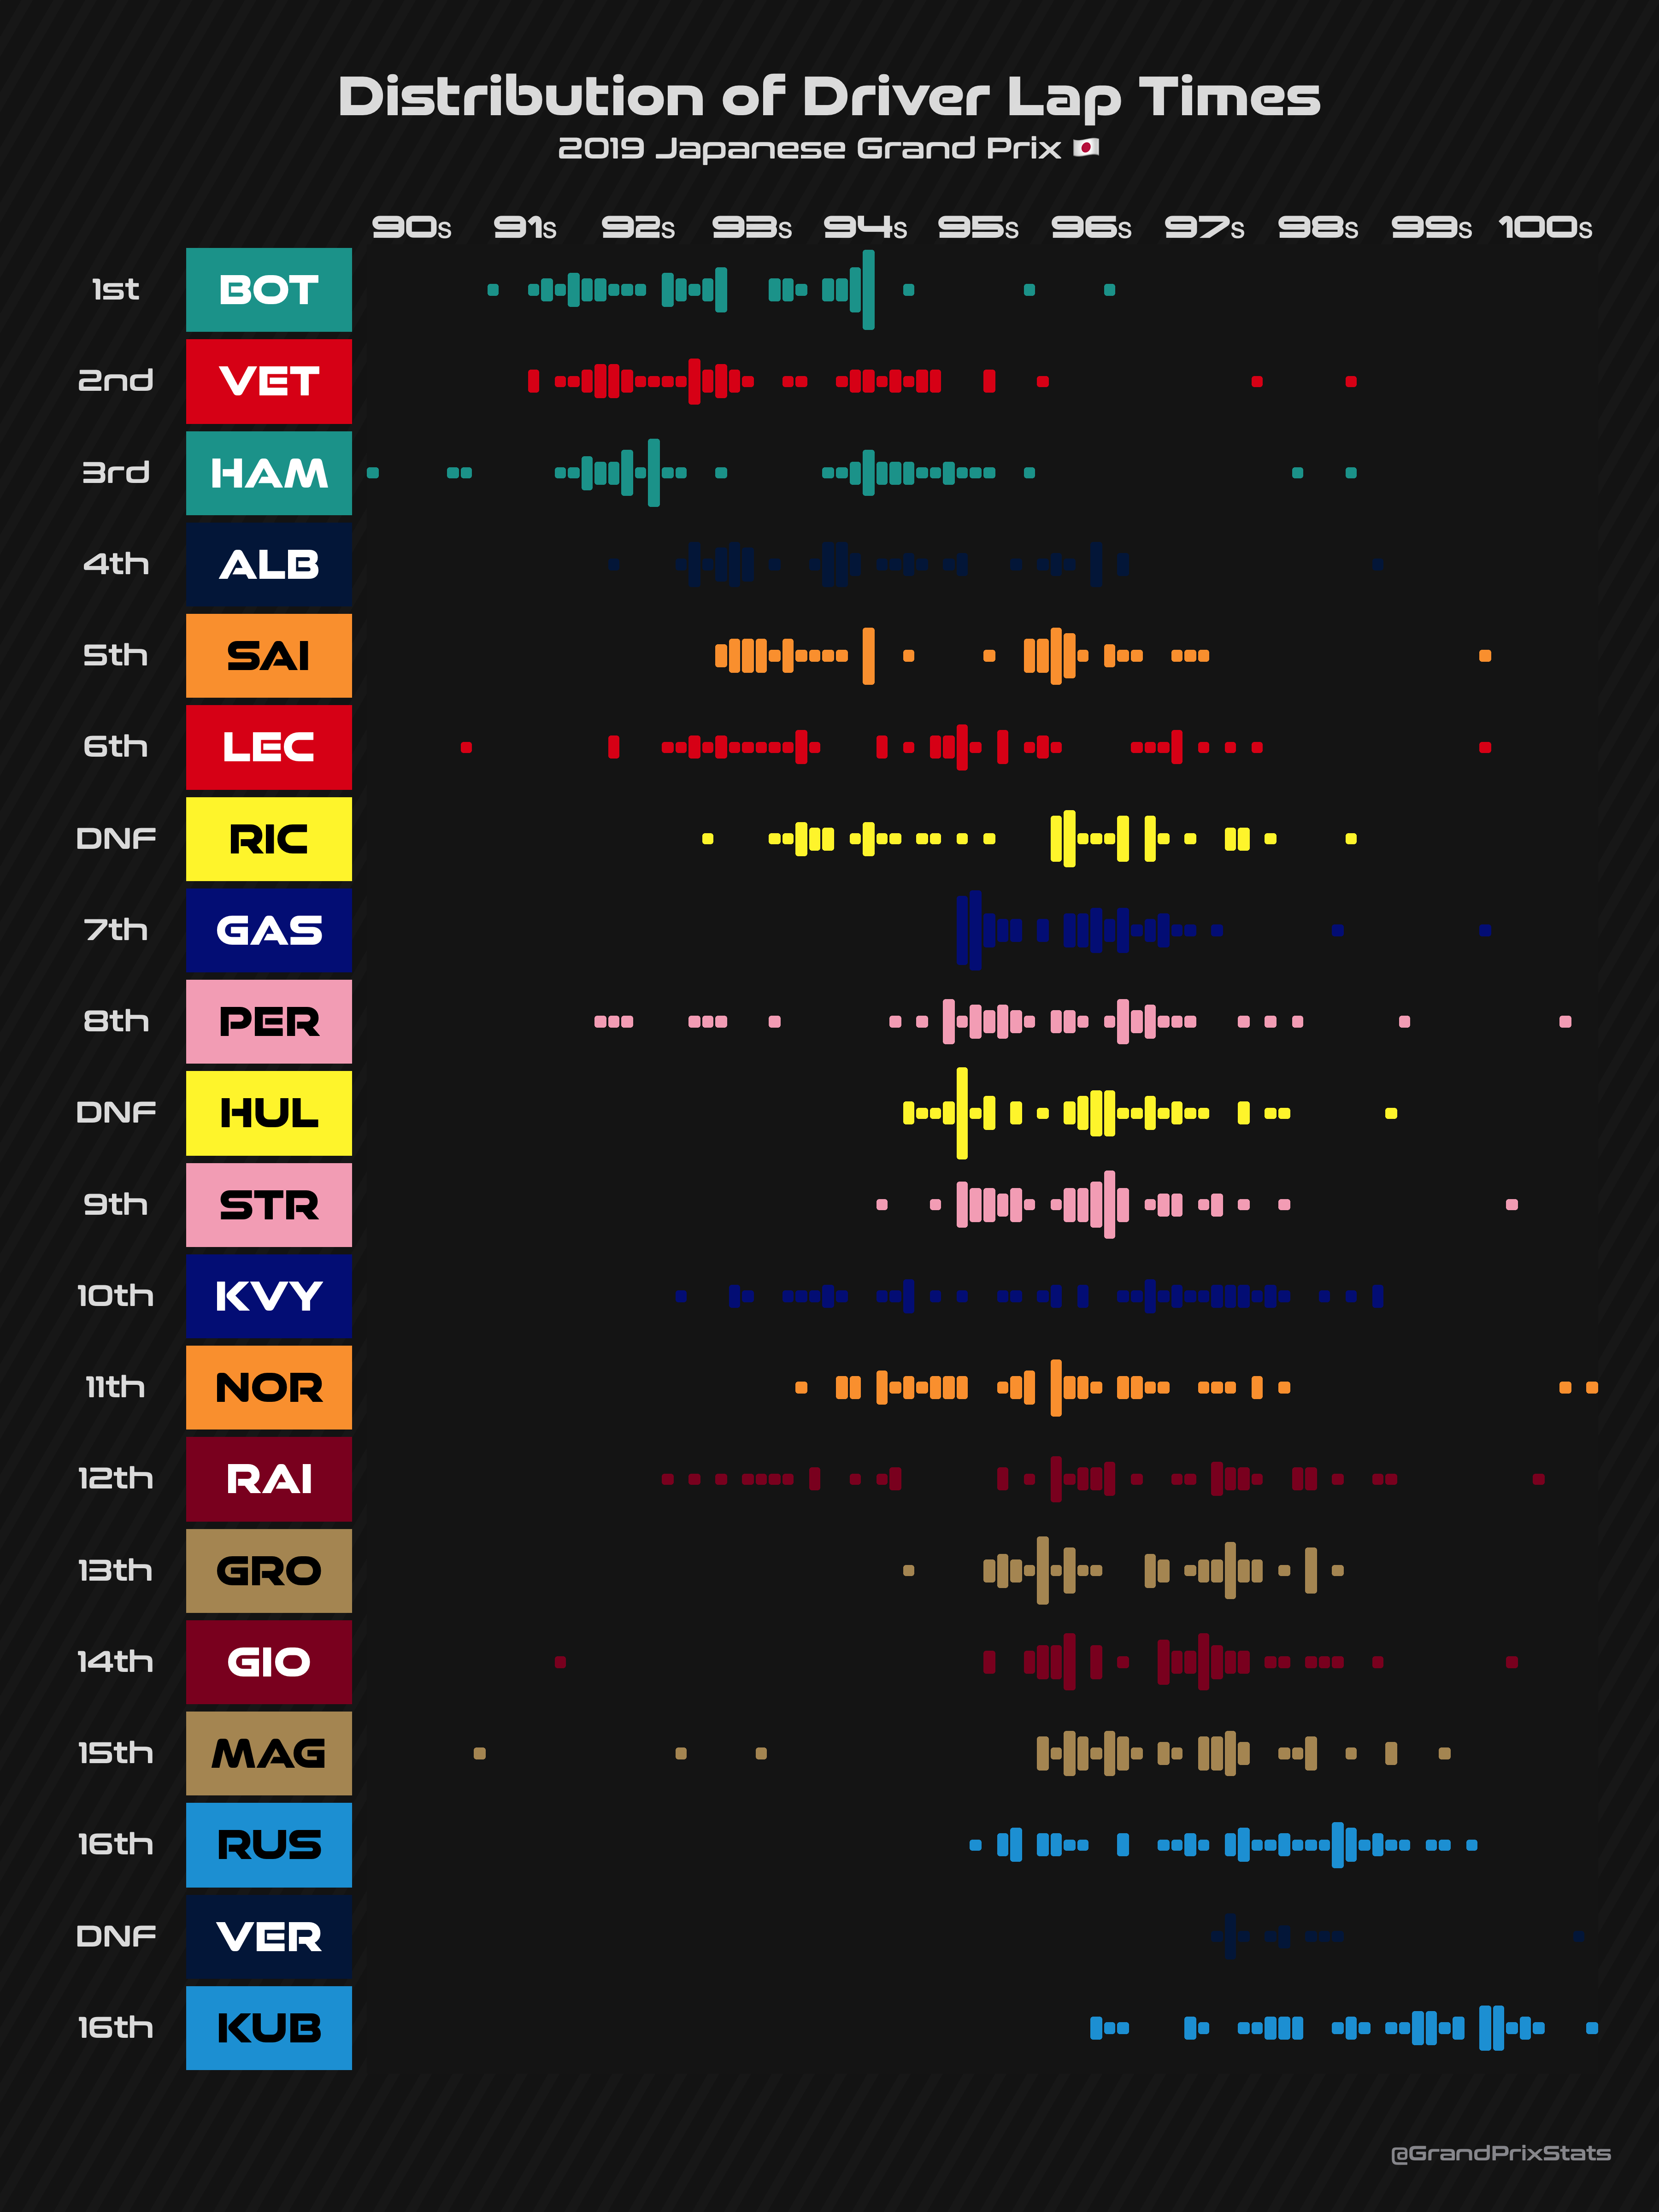 Distribution of Driver Lap Times
2019 Japanese Grand Prix 🇯🇵
90s 91s 92s 93s 94s 95s 96s 97s 98s 99s 100s
1st BOT
2nd VET
3rd HAM
4th ALB
5th SAI
6th LEC
DNF RIC
7th GAS
8th PER
DNF HUL
9th STR
10th KVY
11th NOR
12th RAI
13th GRO
14th GIO
15th MAG
16th RUS
DNF VER
16th KUB
@GrandPrixStats